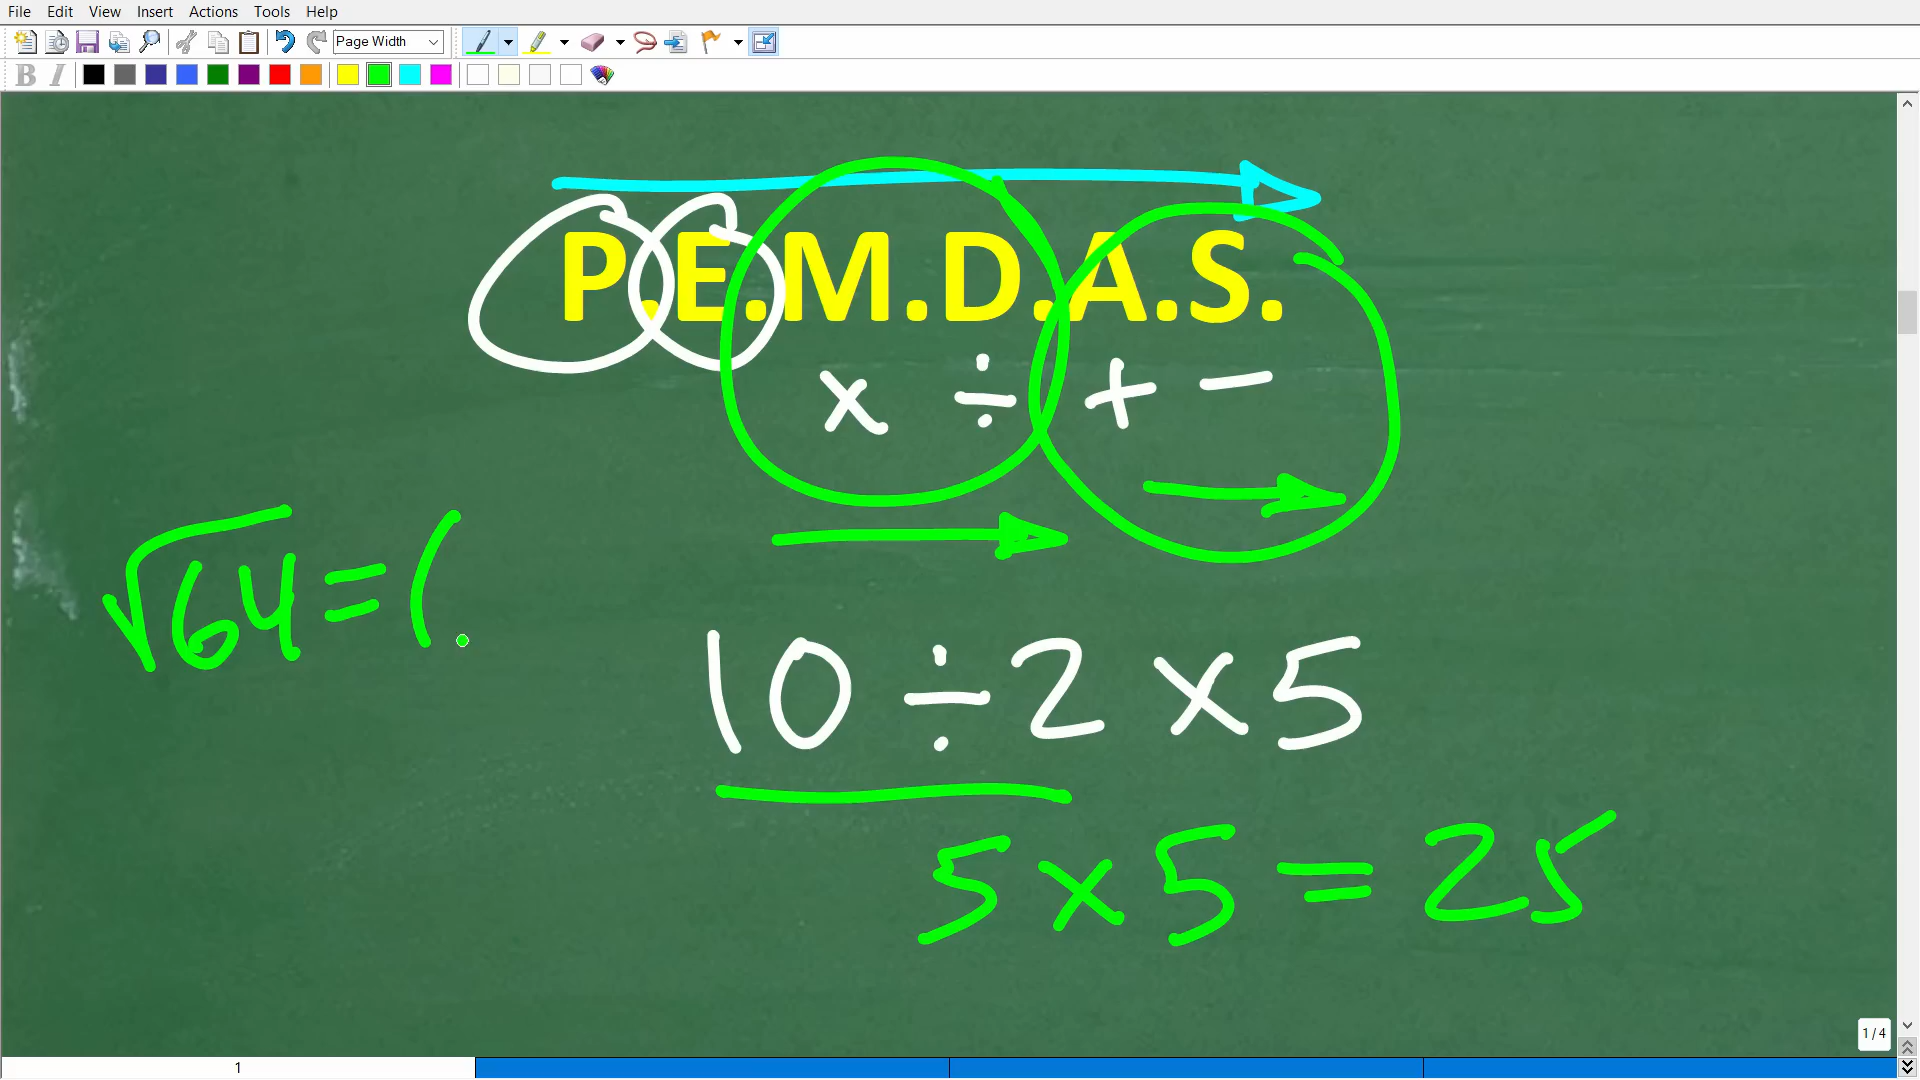 File Edit View Insert Actions Tools Help
Page Width
B I
P.E.M.D.A.S.
x ÷ + −
√64 = (
10 ÷ 2 x 5
5 x 5 = 25
1 / 4
1